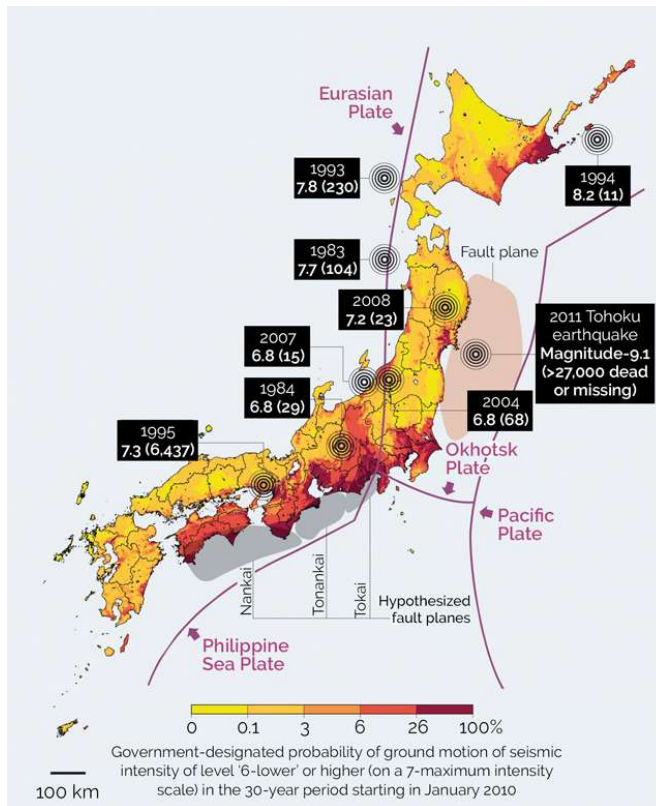 Eurasian
Plate
1993
7.8 (230)
1994
8.2 (11)
1983
7.7 (104)
Fault plane
2008
7.2 (23)
2011 Tohoku
earthquake
Magnitude-9.1
(>27,000 dead
or missing)
2007
6.8 (15)
1984
6.8 (29)
2004
6.8 (68)
1995
7.3 (6,437)
Okhotsk
Plate
Pacific
Plate
Nankai
Tonankai
Tokai
Hypothesized
fault planes
Philippine
Sea Plate
0 0.1 3 6 26 100%
Government-designated probability of ground motion of seismic
intensity of level '6-lower' or higher (on a 7-maximum intensity
scale) in the 30-year period starting in January 2010
100 km